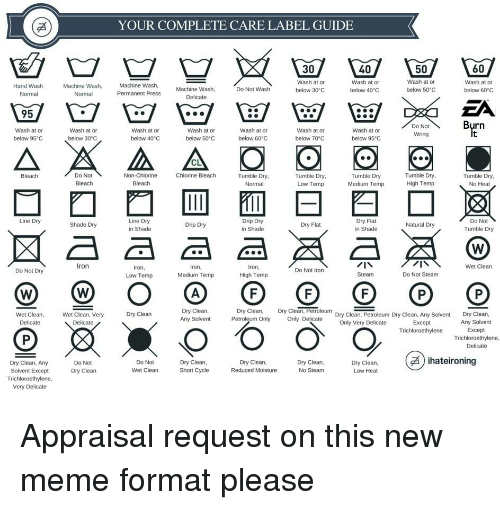 YOUR COMPLETE CARE LABEL GUIDE
30 40 50 60
Hand Wash Normal
Machine Wash, Normal
Machine Wash, Permanent Press
Machine Wash, Delicate
Do Not Wash
Wash at or below 30°C
Wash at or below 40°C
Wash at or below 50°C
Wash at or below 60°C
95
EA
Wash at or below 95°C
Wash at or below 30°C
Wash at or below 40°C
Wash at or below 50°C
Wash at or below 60°C
Wash at or below 70°C
Wash at or below 95°C
Do Not Wring
Burn it
CL
Bleach
Do Not Bleach
Non-Chlorine Bleach
Chlorine Bleach
Tumble Dry, Normal
Tumble Dry, Low Temp
Tumble Dry Medium Temp
Tumble Dry, High Temp
Tumble Dry, No Heat
Line Dry
Shade Dry
Line Dry in Shade
Drip Dry
Drip Dry in Shade
Dry Flat
Dry Flat in Shade
Natural Dry
Do Not Tumble Dry
W
Do Not Dry
Iron
Iron, Low Temp
Iron, Medium Temp
Iron, High Temp
Do Not Iron
Steam
Do Not Steam
Wet Clean
W W A F F F P P
Wet Clean, Delicate
Wet Clean, Very Delicate
Dry Clean
Dry Clean, Any Solvent
Dry Clean, Petroleum Only
Dry Clean, Petroleum Only Delicate
Dry Clean, Petroleum Only Very Delicate
Dry Clean, Any Solvent Except Trichloroethylene
Dry Clean, Any Solvent Except Trichloroethylene, Delicate
P
Dry Clean, Any Solvent Except Trichloroethylene, Very Delicate
Do Not Dry Clean
Do Not Wet Clean
Dry Clean, Short Cycle
Dry Clean, Reduced Moisture
Dry Clean, No Steam
Dry Clean, Low Heat
ihateironing
Appraisal request on this new
meme format please